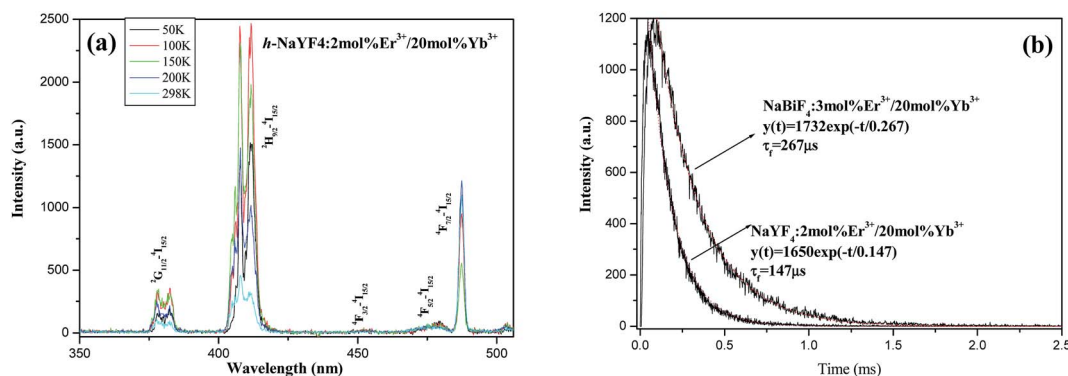 (a)
h-NaYF4:2mol%Er³⁺/20mol%Yb³⁺
50K
100K
150K
200K
298K
2500
2000
1500
1000
500
0
Intensity (a.u.)
²G₁₁/₂-⁴I₁₅/₂
²H₉/₂-⁴I₁₅/₂
⁴F₃/₂-⁴I₁₅/₂
⁴F₅/₂-⁴I₁₅/₂
⁴F₇/₂-⁴I₁₅/₂
350 400 450 500
Wavelength (nm)
(b)
1200
1000
800
600
400
200
0
Intensity (a.u.)
NaBiF₄:3mol%Er³⁺/20mol%Yb³⁺
y(t)=1732exp(-t/0.267)
τf=267μs
NaYF₄:2mol%Er³⁺/20mol%Yb³⁺
y(t)=1650exp(-t/0.147)
τf=147μs
0.0 0.5 1.0 1.5 2.0 2.5
Time (ms)